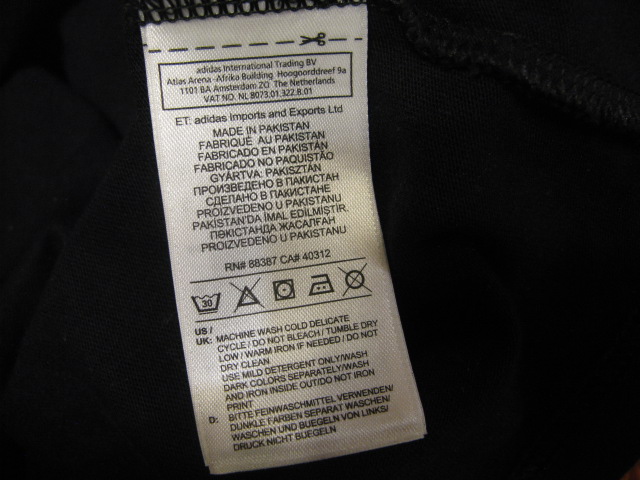 adidas International Trading BV
Atlas Arena -Afrika Building Hoogoorddreef 9a
1101 BA Amsterdam ZO The Netherlands
VAT NO. NL 8073.01.322.B.01
ET: adidas Imports and Exports Ltd
MADE IN PAKISTAN
FABRIQUÉ AU PAKISTAN
FABRICADO EN PAKISTÁN
FABRICADO NO PAQUISTÃO
GYÁRTVA: PAKISZTÁN
ПРОИЗВЕДЕНО В ПАКИСТАН
СДЕЛАНО В ПАКИСТАНЕ
PROIZVEDENO U PAKISTANU
PAKİSTAN'DA İMAL EDİLMİŞTİR.
ПӘКІСТАНДА ЖАСАЛҒАН
PROIZVEDENO U PAKISTANU
RN# 88387 CA# 40312
30
US /
UK: MACHINE WASH COLD DELICATE
CYCLE / DO NOT BLEACH / TUMBLE DRY
LOW / WARM IRON IF NEEDED / DO NOT
DRY CLEAN
USE MILD DETERGENT ONLY/WASH
DARK COLORS SEPARATELY/WASH
AND IRON INSIDE OUT/DO NOT IRON
PRINT
D: BITTE FEINWASCHMITTEL VERWENDEN/
DUNKLE FARBEN SEPARAT WASCHEN/
WASCHEN UND BUEGELN VON LINKS/
DRUCK NICHT BUEGELN